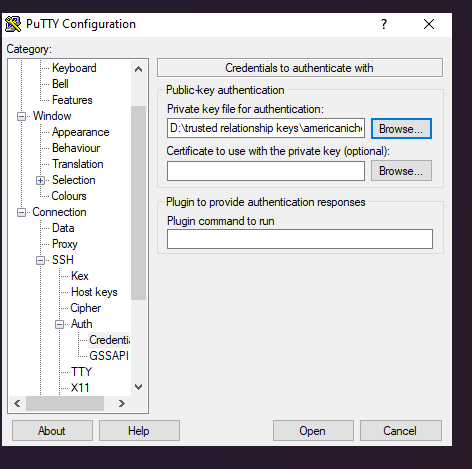 PuTTY Configuration
?
Category:
Keyboard
Bell
Features
Window
Appearance
Behaviour
Translation
Selection
Colours
Connection
Data
Proxy
SSH
Kex
Host keys
Cipher
Auth
Credentia
GSSAPI
TTY
X11
Credentials to authenticate with
Public-key authentication
Private key file for authentication:
D:\trusted relationship keys\americanich Browse...
Certificate to use with the private key (optional):
Browse...
Plugin to provide authentication responses
Plugin command to run
About Help Open Cancel